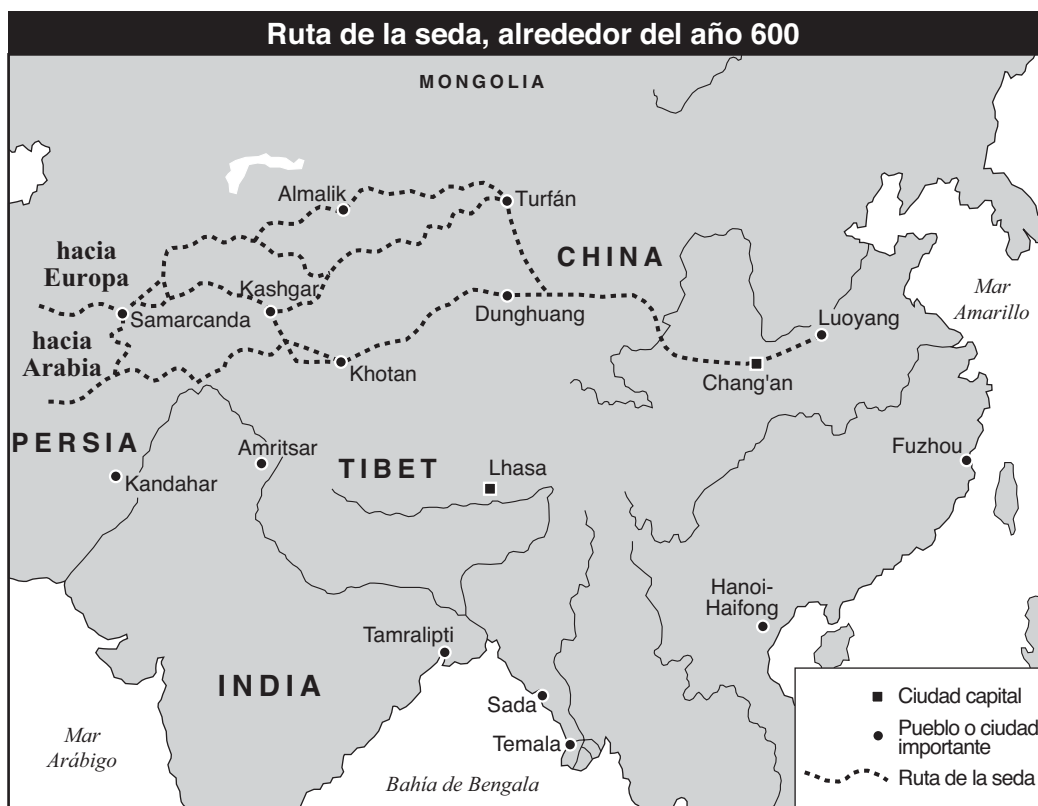 Ruta de la seda, alrededor del año 600
MONGOLIA
Almalik
Turfán
hacia
Europa
CHINA
Kashgar
Mar
Amarillo
Samarcanda
Dunghuang
Luoyang
hacia
Arabia
Khotan
Chang'an
PERSIA
Amritsar
TIBET
Lhasa
Fuzhou
Kandahar
Hanoi-
Haifong
Tamralipti
INDIA
Sada
Temala
Mar
Arábigo
Bahía de Bengala
Ciudad capital
Pueblo o ciudad
importante
Ruta de la seda